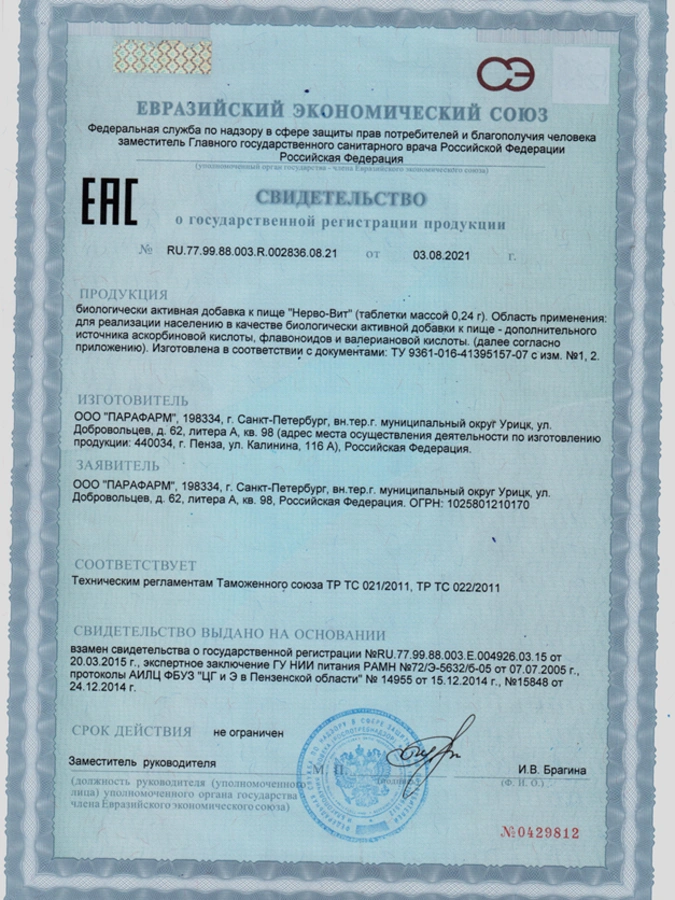 СЭ
ЕВРАЗИЙСКИЙ ЭКОНОМИЧЕСКИЙ СОЮЗ
Федеральная служба по надзору в сфере защиты прав потребителей и благополучия человека
заместитель Главного государственного санитарного врача Российской Федерации
Российская Федерация
(уполномоченный орган государства - члена Евразийского экономического союза)
EAC
СВИДЕТЕЛЬСТВО
о государственной регистрации продукции
№ RU.77.99.88.003.R.002836.08.21 от 03.08.2021 г.
ПРОДУКЦИЯ
биологически активная добавка к пище "Нерво-Вит" (таблетки массой 0,24 г). Область применения:
для реализации населению в качестве биологически активной добавки к пище - дополнительного
источника аскорбиновой кислоты, флавоноидов и валериановой кислоты. (далее согласно
приложению). Изготовлена в соответствии с документами: ТУ 9361-016-41395157-07 с изм. №1, 2.
ИЗГОТОВИТЕЛЬ
ООО "ПАРАФАРМ", 198334, г. Санкт-Петербург, вн.тер.г. муниципальный округ Урицк, ул.
Добровольцев, д. 62, литера А, кв. 98 (адрес места осуществления деятельности по изготовлению
продукции: 440034, г. Пенза, ул. Калинина, 116 А), Российская Федерация.
ЗАЯВИТЕЛЬ
ООО "ПАРАФАРМ", 198334, г. Санкт-Петербург, вн.тер.г. муниципальный округ Урицк, ул.
Добровольцев, д. 62, литера А, кв. 98, Российская Федерация. ОГРН: 1025801210170
СООТВЕТСТВУЕТ
Техническим регламентам Таможенного союза ТР ТС 021/2011, ТР ТС 022/2011
СВИДЕТЕЛЬСТВО ВЫДАНО НА ОСНОВАНИИ
взамен свидетельства о государственной регистрации №RU.77.99.88.003.Е.004926.03.15 от
20.03.2015 г., экспертное заключение ГУ НИИ питания РАМН №72/Э-5632/б-05 от 07.07.2005 г.,
протоколы АИЛЦ ФБУЗ "ЦГ и Э в Пензенской области" № 14955 от 15.12.2014 г., №15848 от
24.12.2014 г.
СРОК ДЕЙСТВИЯ не ограничен
Заместитель руководителя
М. П. И.В. Брагина
(должность руководителя (уполномоченного
лица) уполномоченного органа государства
члена Евразийского экономического союза)
(Ф. И. О.)
№0429812